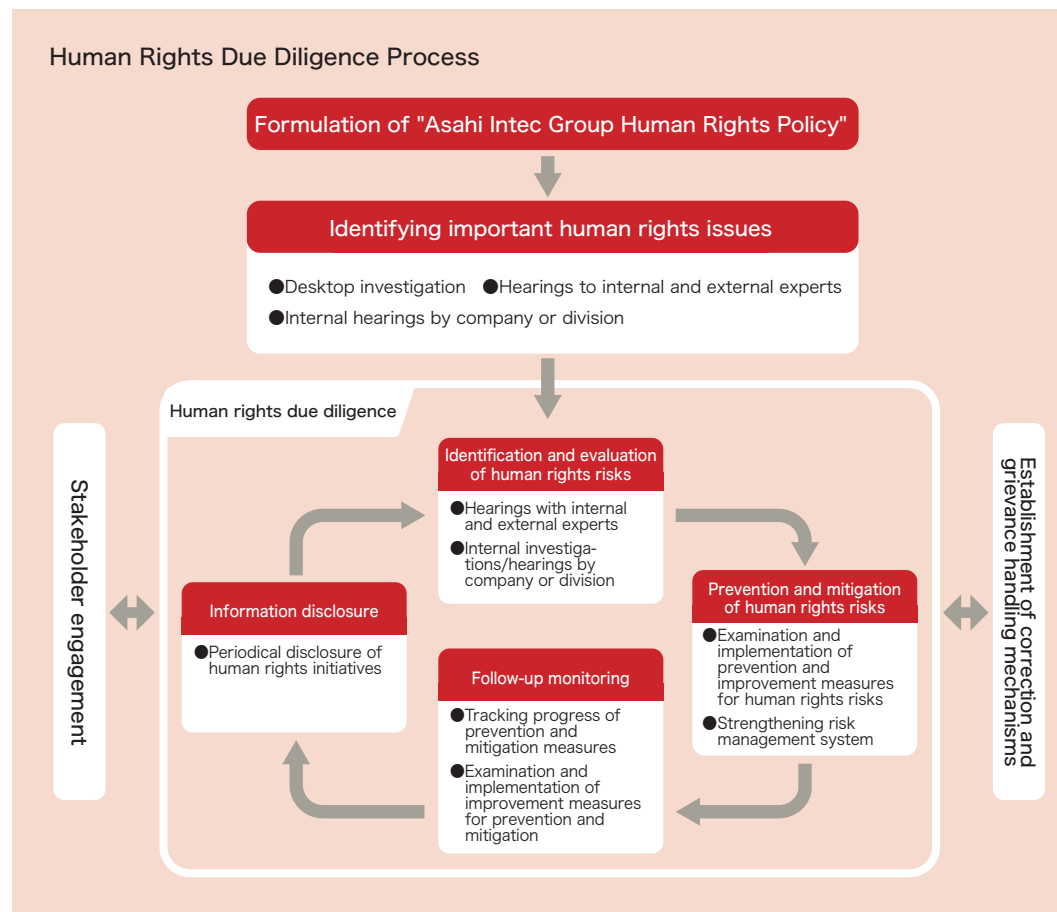 Human Rights Due Diligence Process
Formulation of "Asahi Intec Group Human Rights Policy"
Identifying important human rights issues
●Desktop investigation ●Hearings to internal and external experts
●Internal hearings by company or division
Human rights due diligence
Stakeholder engagement
Identification and evaluation
of human rights risks
●Hearings with internal
and external experts
●Internal investiga-
tions/hearings by
company or division
Prevention and mitigation
of human rights risks
●Examination and
implementation of
prevention and
improvement measures
for human rights risks
●Strengthening risk
management system
Follow-up monitoring
●Tracking progress of
prevention and
mitigation measures
●Examination and
implementation of
improvement measures
for prevention and
mitigation
Information disclosure
●Periodical disclosure of
human rights initiatives
Establishment of correction and
grievance handling mechanisms